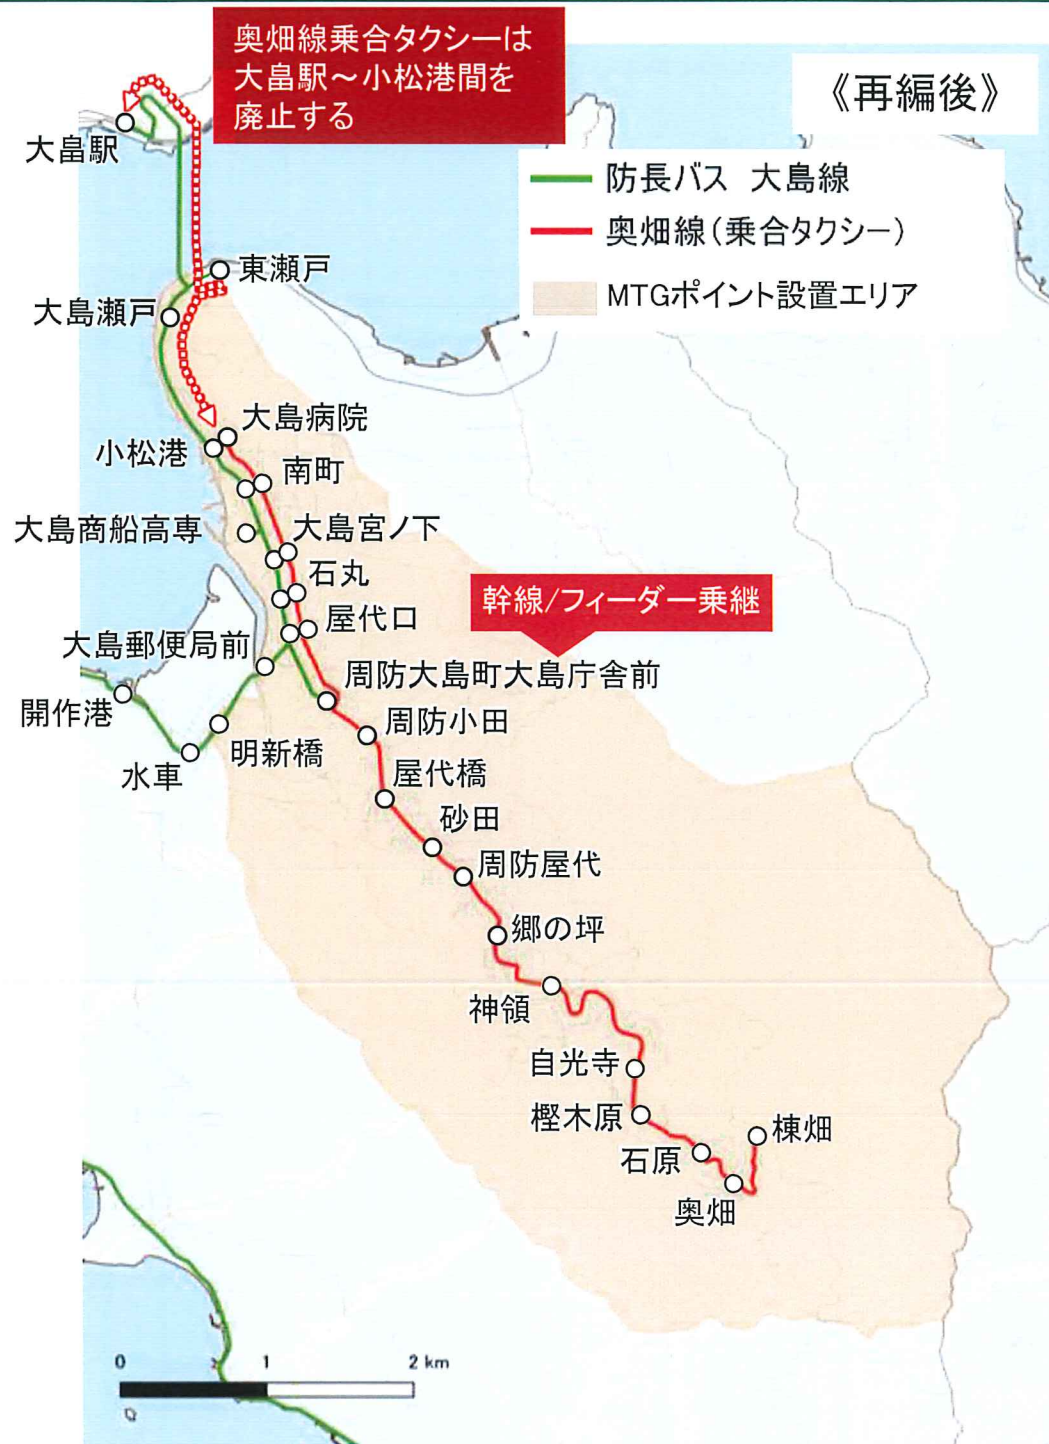 奥畑線乗合タクシーは
大畠駅～小松港間を
廃止する
《再編後》
大畠駅
防長バス 大島線
奥畑線(乗合タクシー)
MTGポイント設置エリア
東瀬戸
大島瀬戸
大島病院
小松港
南町
大島商船高専
大島宮ノ下
石丸
幹線/フィーダー乗継
屋代口
大島郵便局前
周防大島町大島庁舎前
開作港
周防小田
明新橋
水車
屋代橋
砂田
周防屋代
郷の坪
神領
自光寺
樫木原
棟畑
石原
奥畑
0 1 2 km